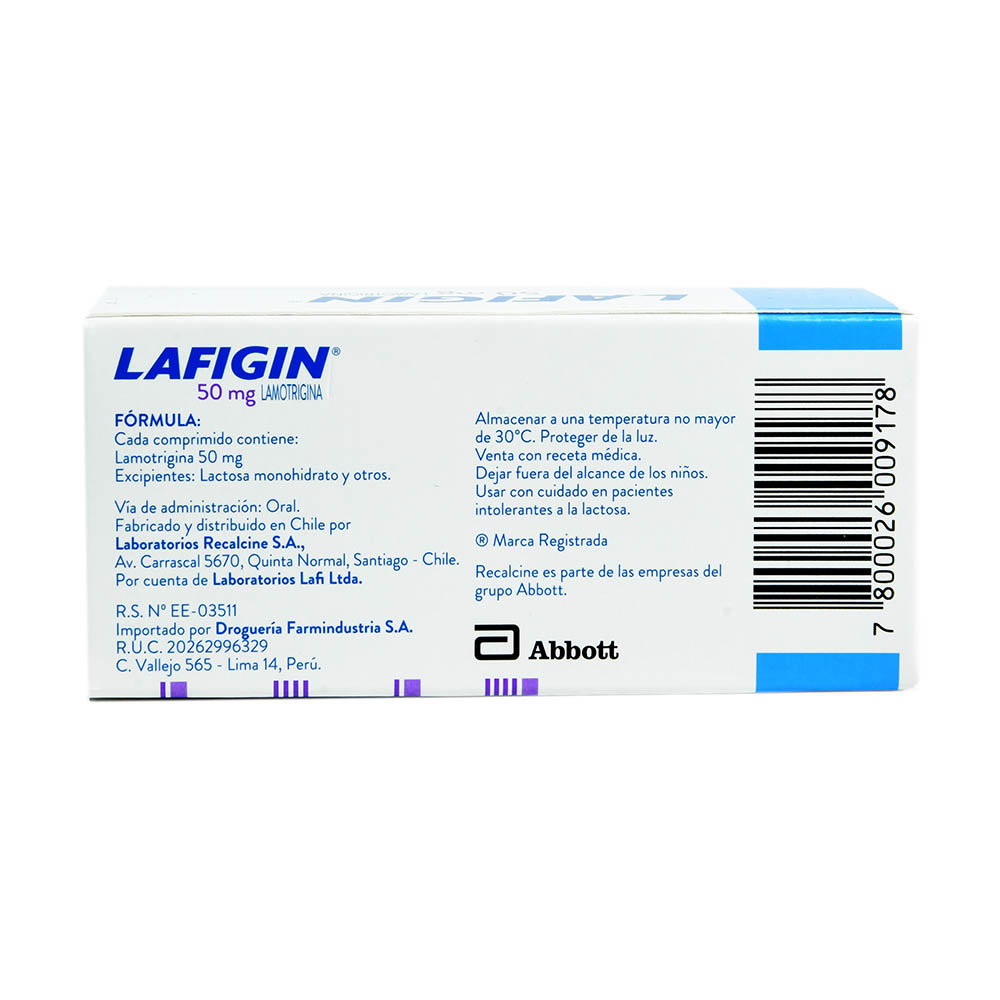 LAFIGIN
50 mg LAMOTRIGINA
LAFIGIN®
50 mg LAMOTRIGINA
FÓRMULA:
Cada comprimido contiene:
Lamotrigina 50 mg
Excipientes: Lactosa monohidrato y otros.
Vía de administración: Oral.
Fabricado y distribuido en Chile por
Laboratorios Recalcine S.A.,
Av. Carrascal 5670, Quinta Normal, Santiago - Chile.
Por cuenta de Laboratorios Lafi Ltda.
R.S. Nº EE-03511
Importado por Droguería Farmindustria S.A.
R.U.C. 20262996329
C. Vallejo 565 - Lima 14, Perú.
Almacenar a una temperatura no mayor
de 30°C. Proteger de la luz.
Venta con receta médica.
Dejar fuera del alcance de los niños.
Usar con cuidado en pacientes
intolerantes a la lactosa.
® Marca Registrada
Recalcine es parte de las empresas del
grupo Abbott.
Abbott
7 800026 009178